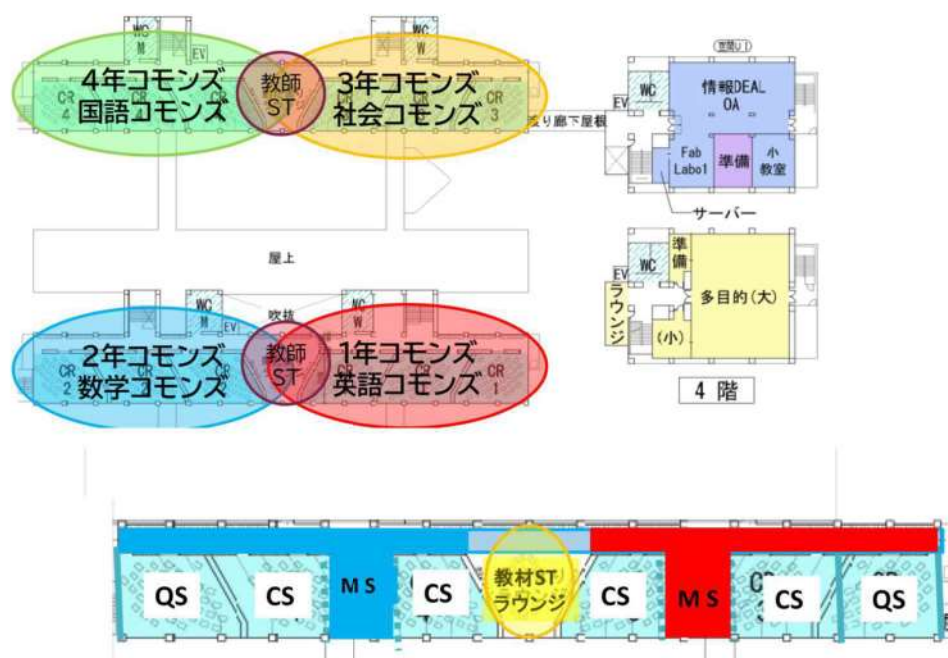 WC
M
EV
WC
W
4年コモンズ
国語コモンズ
教師
ST
3年コモンズ
社会コモンズ
CR
4
CR
CR
CR
3
渡り廊下屋根
屋上
吹抜
WC
M
EV
WC
W
2年コモンズ
数学コモンズ
教師
ST
1年コモンズ
英語コモンズ
CR
2
CR
1
EV
WC
情報DEAL
OA
Fab
Labo1
準備
小
教室
サーバー
EV
WC
準
備
多目的(大)
ラウンジ
(小)
4 階
QS
CS
M S
CS
教材ST
ラウンジ
CS
M S
CS
QS